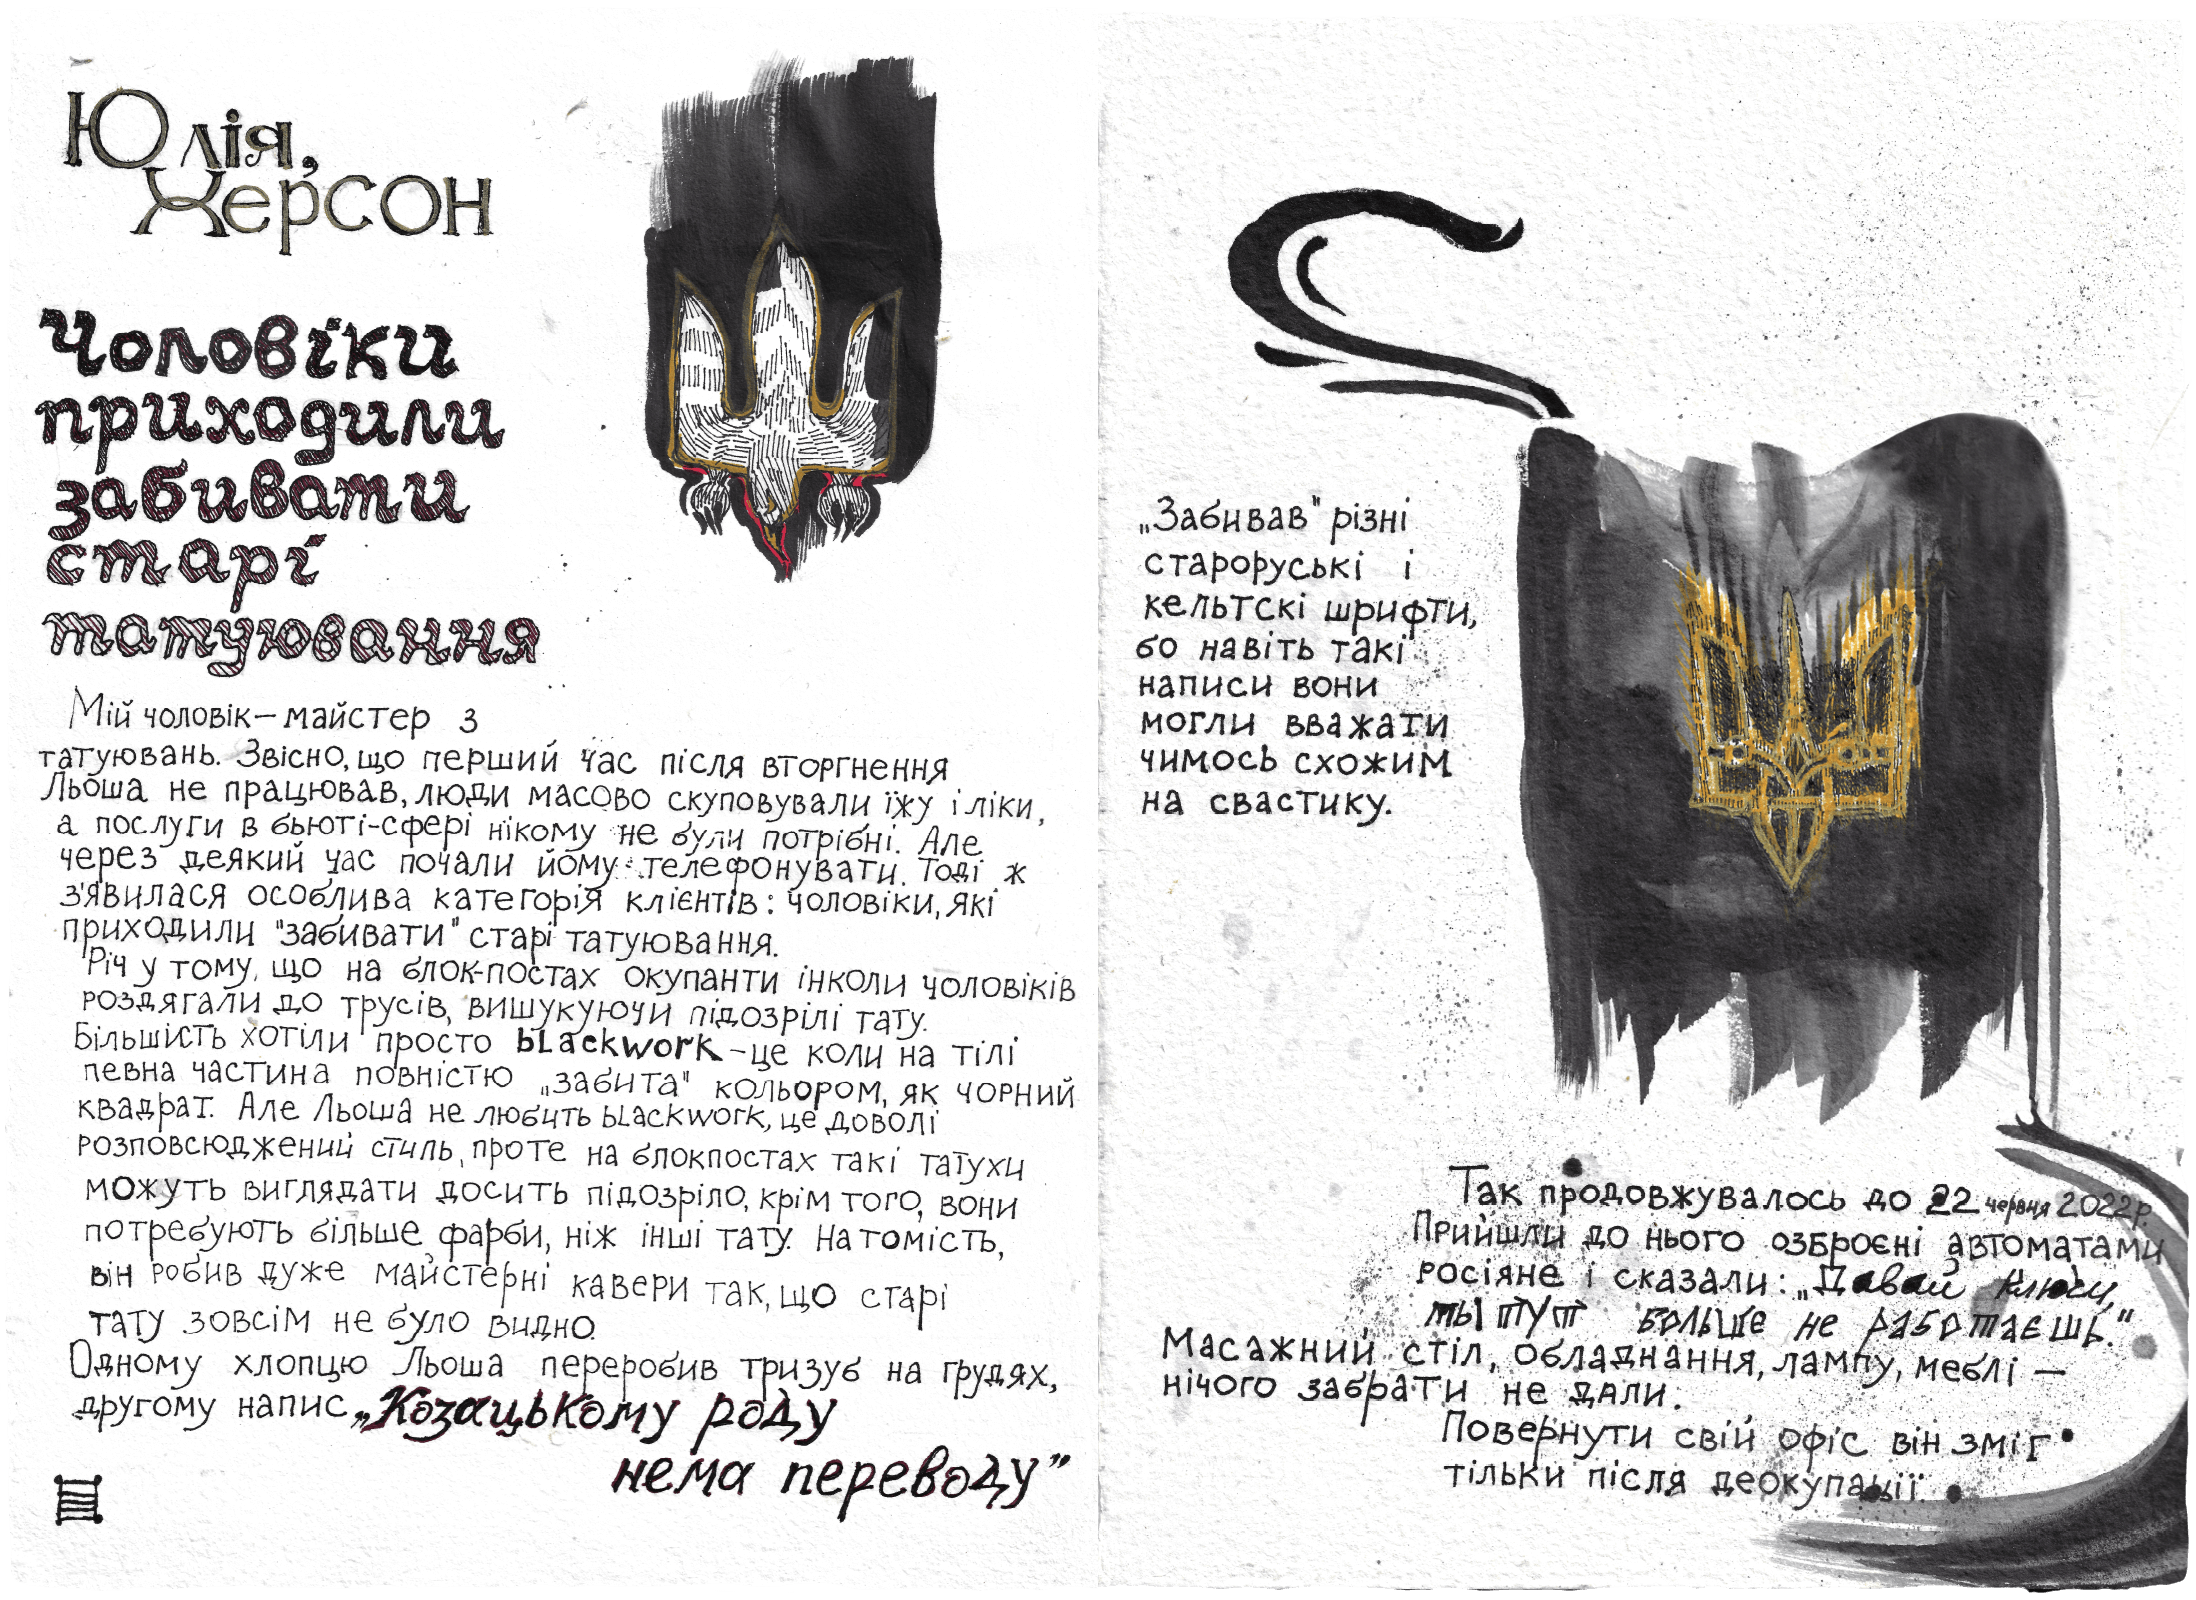 Юлія,
Херсон
Чоловіки
приходили
забивати
старі
татуювання
Мій чоловік — майстер з
татуювань. Звісно, що перший час після вторгнення
Льоша не працював, люди масово скуповували їжу і ліки,
а послуги в б'юті-сфері нікому не були потрібні. Але
через деякий час почали йому телефонувати. Тоді ж
з'явилася особлива категорія клієнтів: чоловіки, які
приходили "забивати" старі татуювання.
Річ у тому, що на блок-постах окупанти інколи чоловіків
роздягали до трусів, вишукуючи підозрілі тату.
Більшість хотіли просто blackwork – це коли на тілі
певна частина повністю „забита" кольором, як чорний
квадрат. Але Льоша не любить blackwork, це доволі
розповсюджений стиль, проте на блокпостах такі татухи
можуть виглядати досить підозріло, крім того, вони
потребують більше фарби, ніж інші тату. Натомість,
він робив дуже майстерні кавери так, що старі
тату зовсім не було видно.
Одному хлопцю Льоша переробив тризуб на грудях,
другому напис „Козацькому роду
нема переводу”
„Забивав" різні
староруські і
кельтскі шрифти,
бо навіть такі
написи вони
могли вважати
чимось схожим
на свастику.
Так продовжувалось до 22 червня 2022р.
Прийшли до нього озброєні автоматами
росіяне і сказали: „Давай ключи,
ты тут больше не работаєшь."
Масажний стіл, обладнання, лампу, меблі —
нічого забрати не дали.
Повернути свій офіс він зміг
тільки після деокупації.